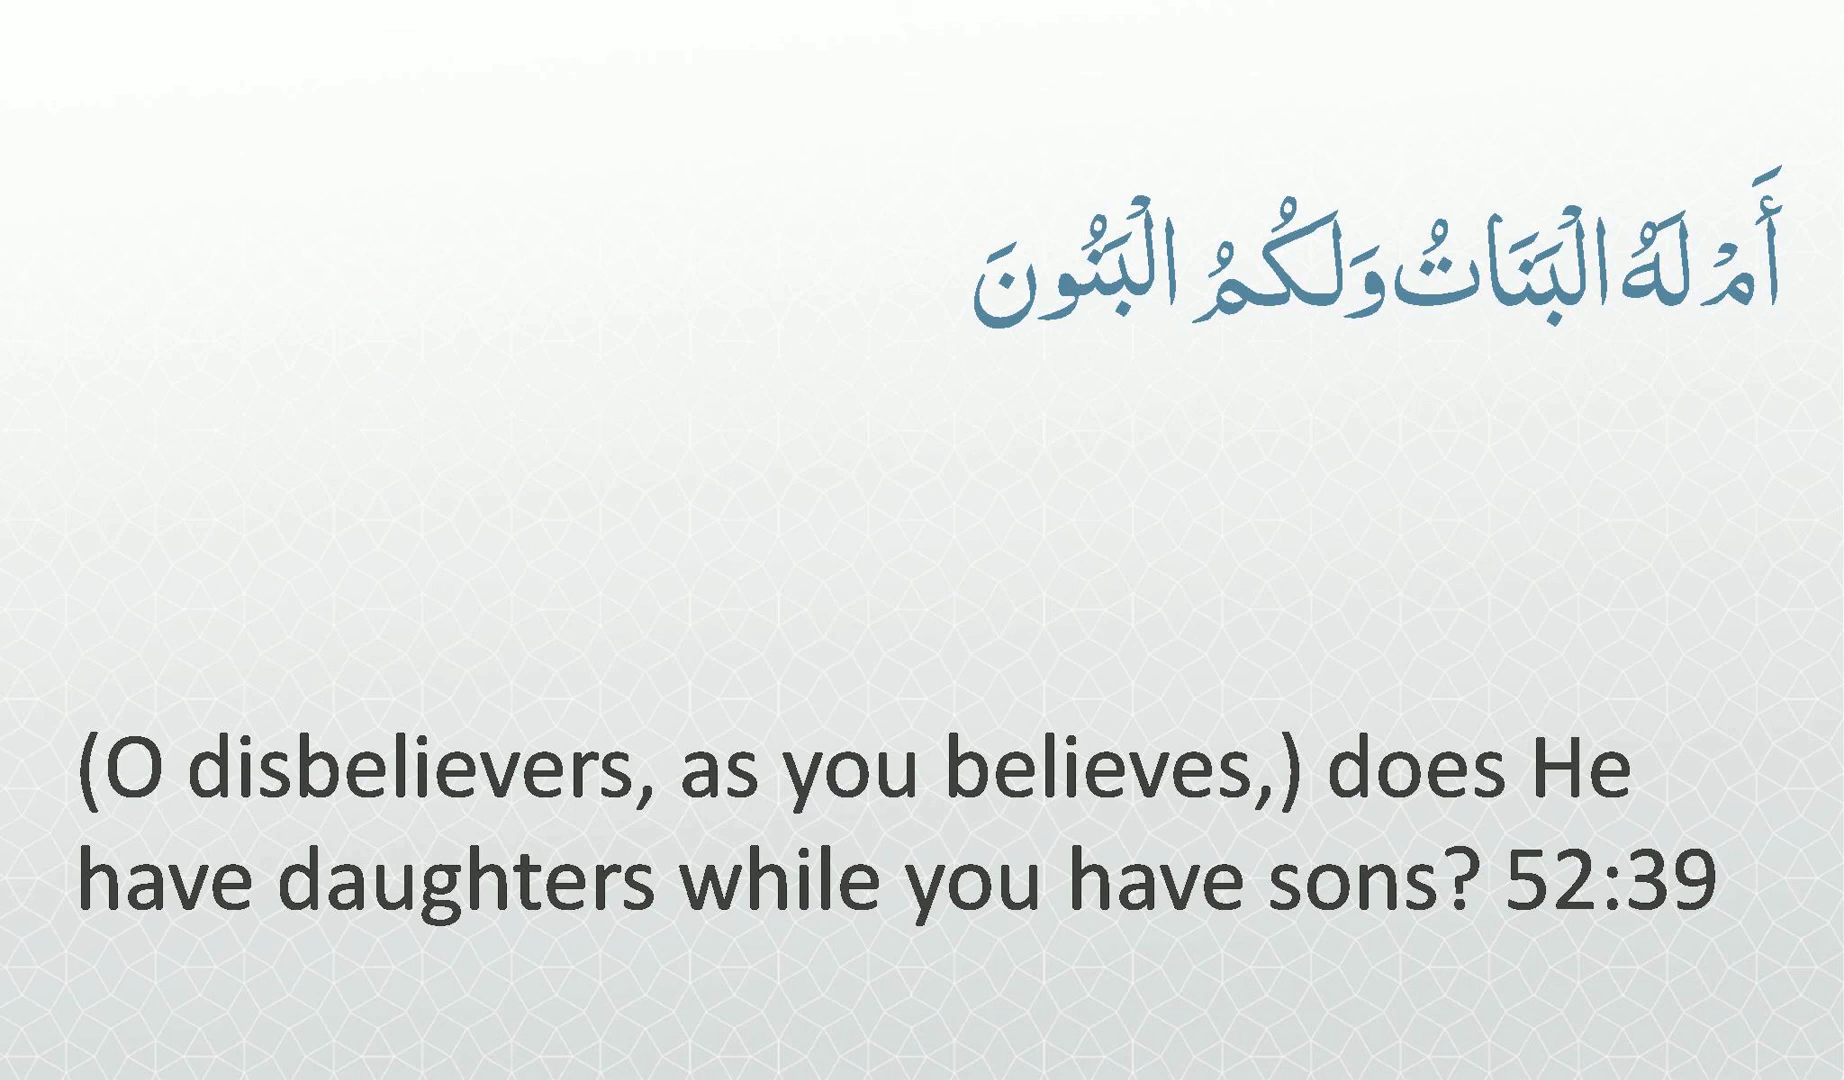 أَمْ لَهُ الْبَنَاتُ وَلَكُمُ الْبَنُونَ
(O disbelievers, as you believes,) does He
have daughters while you have sons? 52:39